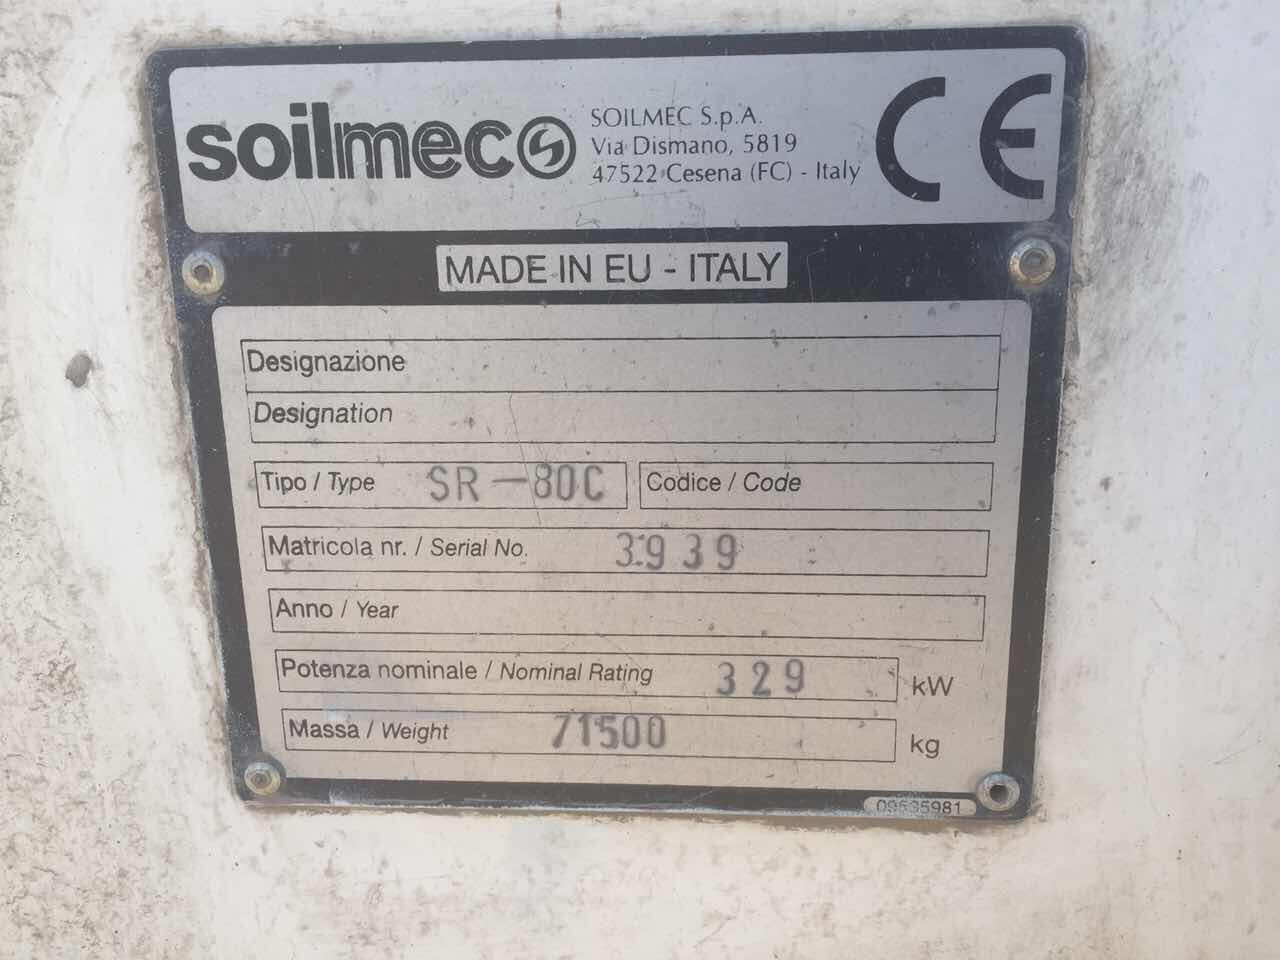 soilmec
SOILMEC S.p.A.
Via Dismano, 5819
47522 Cesena (FC) - Italy
CE
MADE IN EU - ITALY
Designazione
Designation
Tipo / Type SR-80C Codice / Code
Matricola nr. / Serial No. 3939
Anno / Year
Potenza nominale / Nominal Rating 329 kW
Massa / Weight 71500 kg
09535981